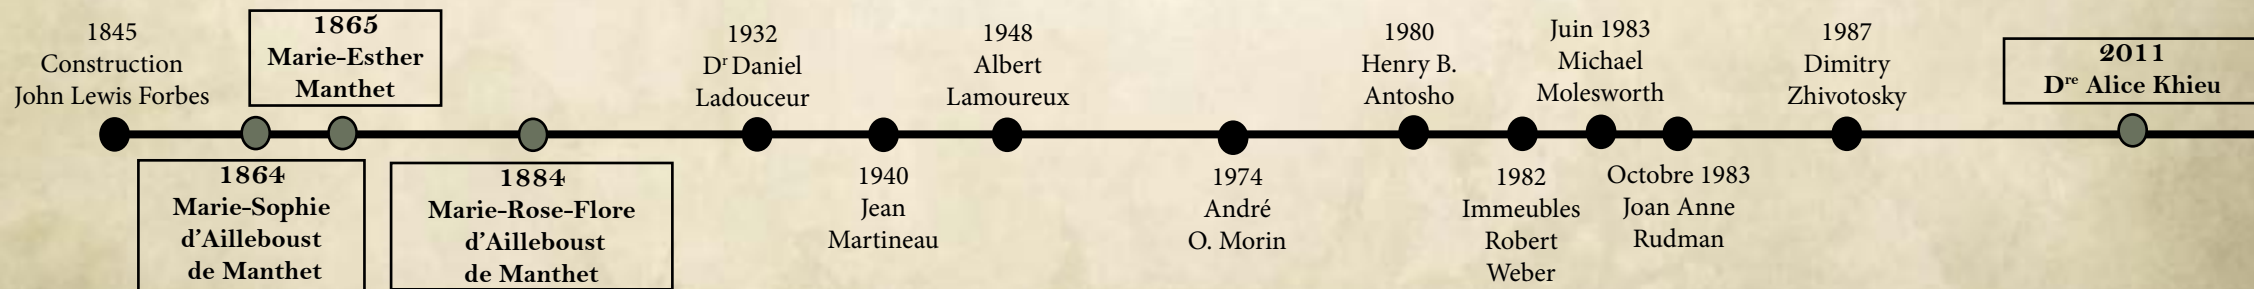 1845
Construction
John Lewis Forbes
1864
Marie-Sophie
d'Ailleboust
de Manthet
1865
Marie-Esther
Manthet
1884
Marie-Rose-Flore
d'Ailleboust
de Manthet
1932
Dr Daniel
Ladouceur
1940
Jean
Martineau
1948
Albert
Lamoureux
1974
André
O. Morin
1980
Henry B.
Antosho
1982
Immeubles
Robert
Weber
Juin 1983
Michael
Molesworth
Octobre 1983
Joan Anne
Rudman
1987
Dimitry
Zhivotosky
2011
Dre Alice Khieu